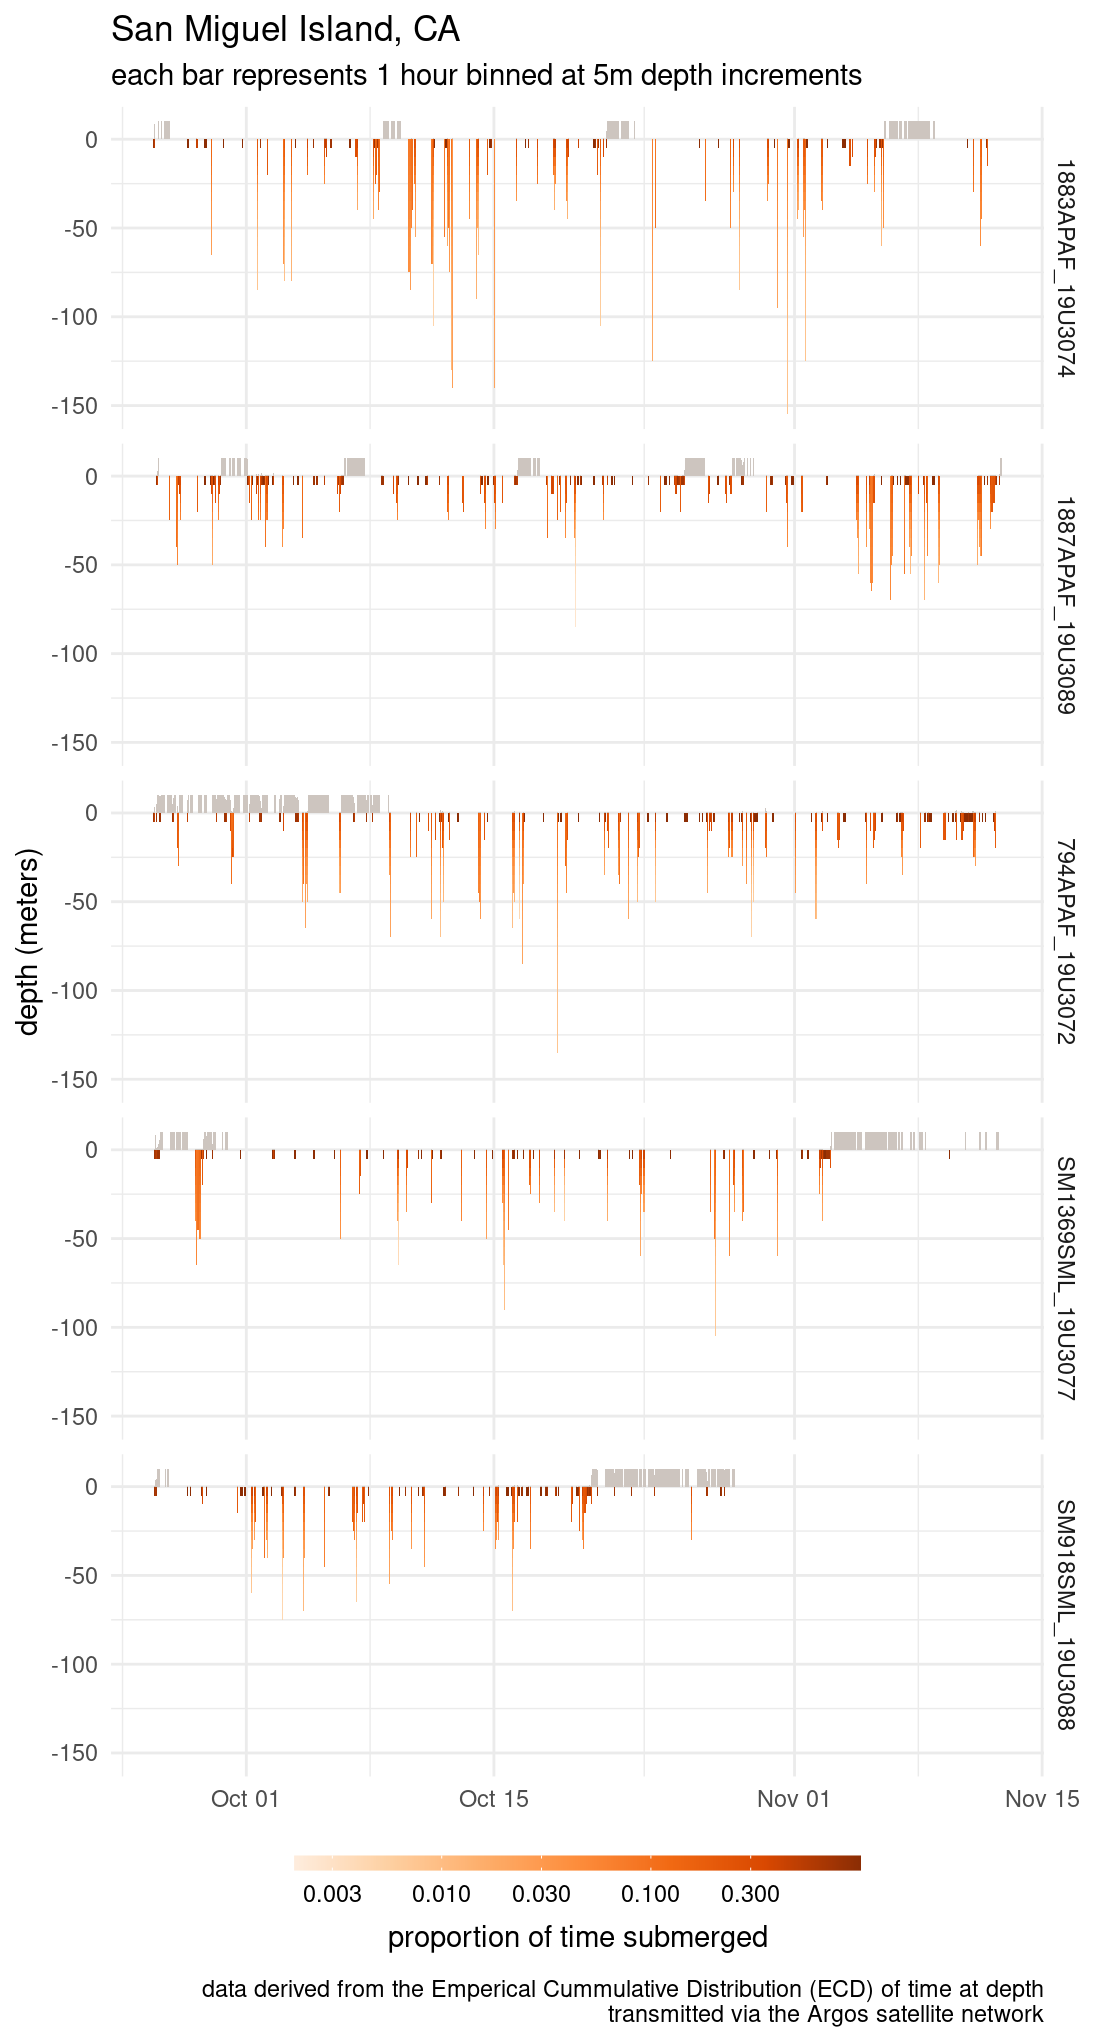 San Miguel Island, CA
each bar represents 1 hour binned at 5m depth increments
depth (meters)
0
-50
-100
-150
1883APAF_19U3074
0
-50
-100
-150
1887APAF_19U3089
0
-50
-100
-150
794APAF_19U3072
0
-50
-100
-150
SM1369SML_19U3077
0
-50
-100
-150
SM918SML_19U3088
Oct 01 Oct 15 Nov 01 Nov 15
0.003 0.010 0.030 0.100 0.300
proportion of time submerged
data derived from the Emperical Cummulative Distribution (ECD) of time at depth
transmitted via the Argos satellite network